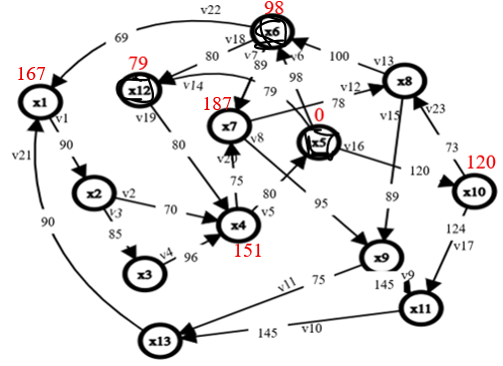 v22
98
69
v18
x6
79
80
v7
89
v6
100
v13
167
98
x8
x12
v14
79
v12
x1
187
78
v15
v23
v19
0
v1
x7
v8
x5
v16
73
120
v21
90
80
v20
120
x10
x2
v2
75
80
89
v3
70
x4
v5
95
124
90
85
v4
96
151
v17
x3
x9
v11
75
145
v9
x11
x13
145
v10